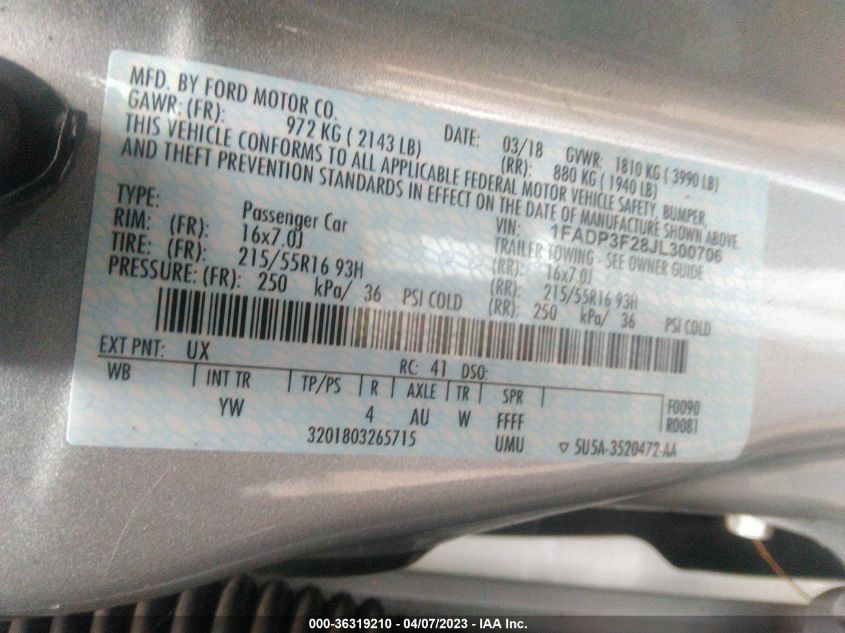 MFD. BY FORD MOTOR CO.
DATE: 03/18 GVWR: 1810 KG ( 3990 LB)
GAWR: (FR): 972 KG ( 2143 LB) (RR): 880 KG ( 1940 LB)
THIS VEHICLE CONFORMS TO ALL APPLICABLE FEDERAL MOTOR VEHICLE SAFETY, BUMPER,
AND THEFT PREVENTION STANDARDS IN EFFECT ON THE DATE OF MANUFACTURE SHOWN ABOVE.
VIN: 1FADP3F28JL300706
TYPE: Passenger Car TRAILER TOWING - SEE OWNER GUIDE
RIM: (FR): 16x7.0J (RR): 16x7.0J
TIRE: (FR): 215/55R16 93H (RR): 215/55R16 93H
PRESSURE: (FR): 250 kPa/ 36 PSI COLD (RR): 250 kPa/ 36 PSI COLD
EXT PNT: UX RC: 41 DSO:
WB INT TR TP/PS R AXLE TR SPR
YW 4 AU W FFFF F0090
R0081
3201803265715 UMU ▽ 5U5A-3520472-AA
000-36319210 - 04/07/2023 - IAA Inc.